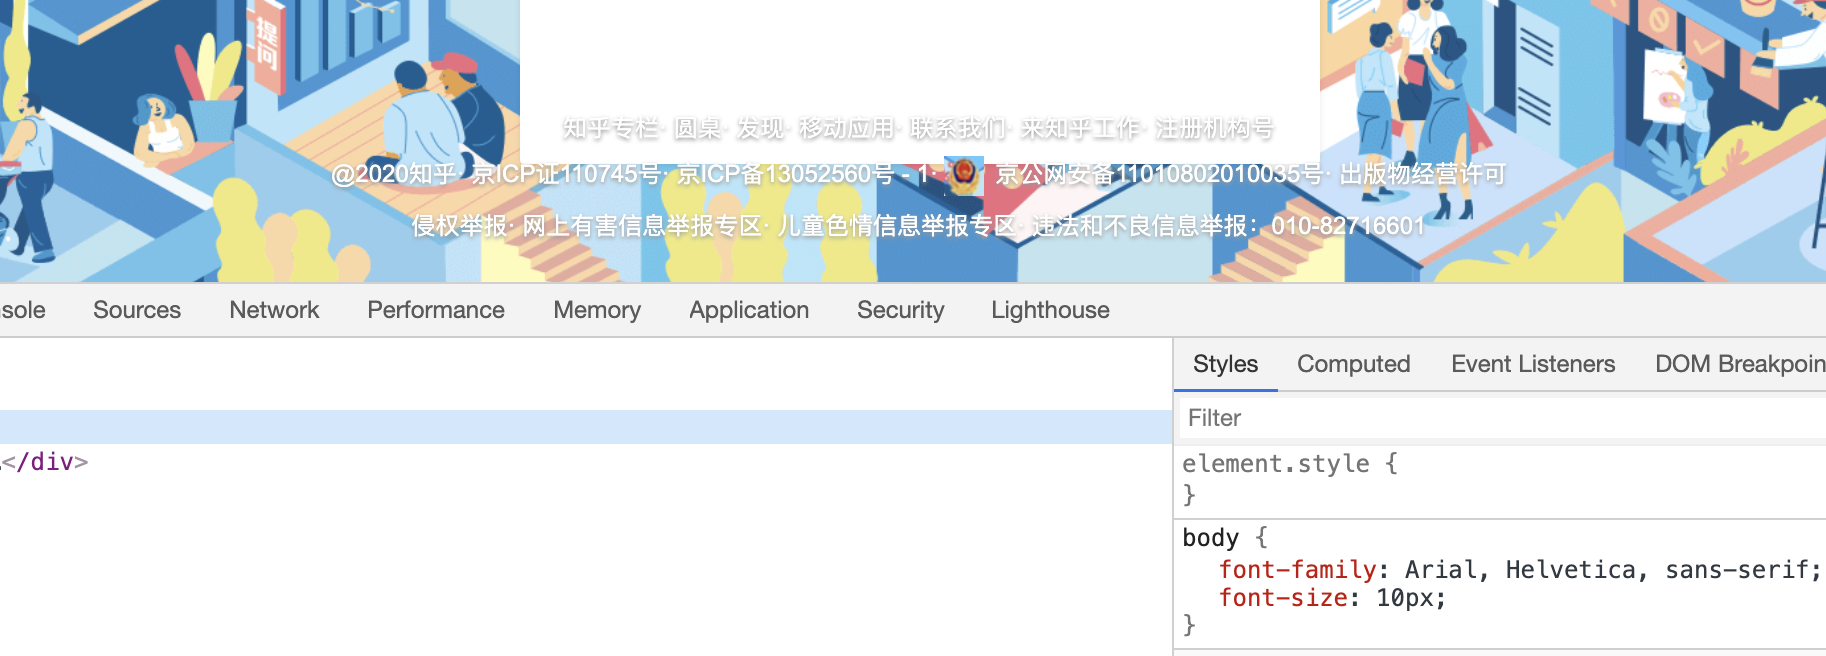 提问
知乎专栏· 圆桌· 发现· 移动应用· 联系我们· 来知乎工作· 注册机构号
@2020知乎· 京ICP证110745号· 京ICP备13052560号 - 1· 京公网安备11010802010035号· 出版物经营许可
侵权举报· 网上有害信息举报专区· 儿童色情信息举报专区· 违法和不良信息举报：010-82716601
sole Sources Network Performance Memory Application Security Lighthouse
Styles Computed Event Listeners DOM Breakpoin
Filter
</div>
element.style {
}
body {
font-family: Arial, Helvetica, sans-serif;
font-size: 10px;
}